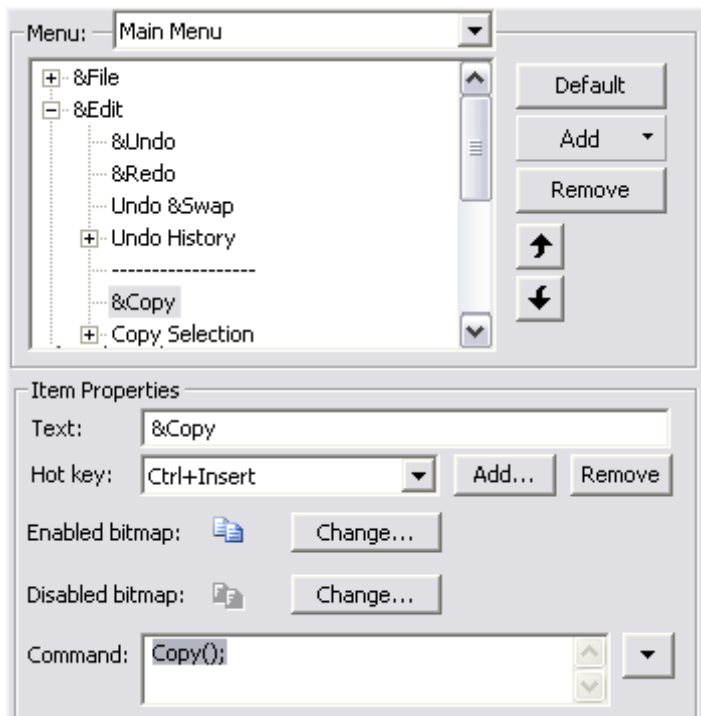 Menu: Main Menu
&File
&Edit
&Undo
&Redo
Undo &Swap
Undo History
------------------
&Copy
Copy Selection
Default
Add
Remove
Item Properties
Text: &Copy
Hot key: Ctrl+Insert Add... Remove
Enabled bitmap: Change...
Disabled bitmap: Change...
Command: Copy();